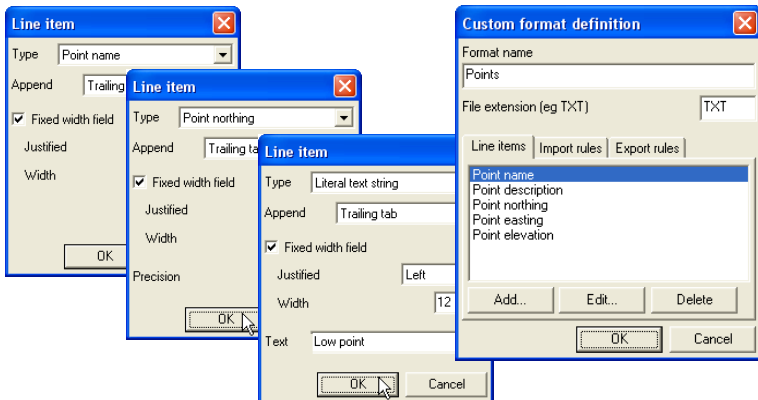 Line item
Type Point name
Append Trailing
Fixed width field
Justified
Width
OK
Line item
Type Point northing
Append Trailing ta
Fixed width field
Justified
Width
Precision
OK
Line item
Type Literal text string
Append Trailing tab
Fixed width field
Justified Left
Width 12
Text Low point
OK Cancel
Custom format definition
Format name
Points
File extension (eg TXT) TXT
Line items Import rules Export rules
Point name
Point description
Point northing
Point easting
Point elevation
Add... Edit... Delete
OK Cancel